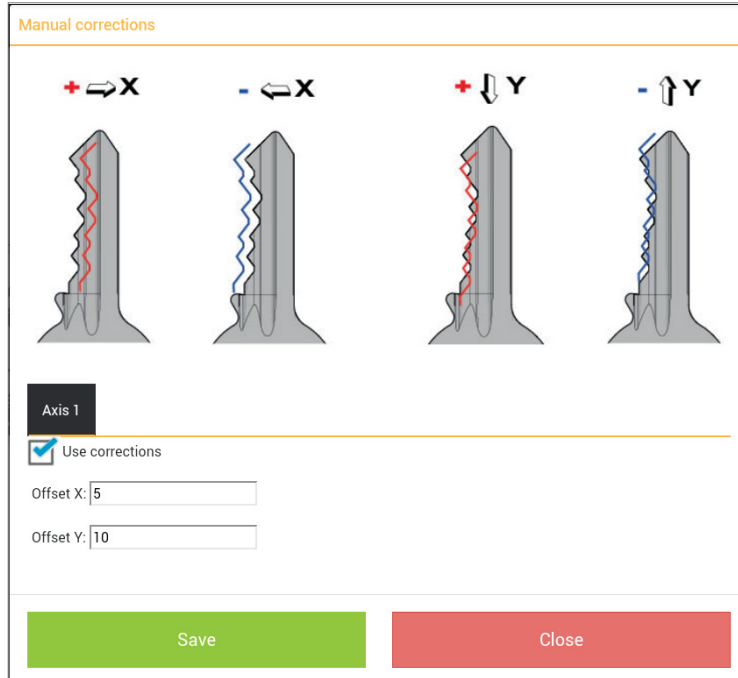 Manual corrections
+ X - X + Y - Y
Axis 1
Use corrections
Offset X: 5
Offset Y: 10
Save Close